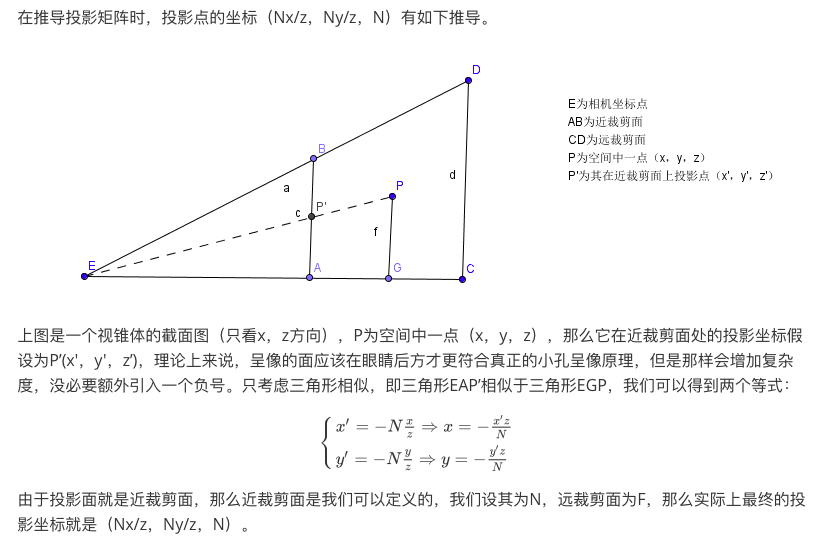 在推导投影矩阵时，投影点的坐标（Nx/z，Ny/z，N）有如下推导。
D
E为相机坐标点
AB为近裁剪面
CD为远裁剪面
P为空间中一点（x，y，z）
P'为其在近裁剪面上投影点（x'，y'，z'）
B
a
P
d
c
P'
f
E
A
G
C
上图是一个视锥体的截面图（只看x，z方向），P为空间中一点（x，y，z），那么它在近裁剪面处的投影坐标假
设为P’(x'，y'，z’)，理论上来说，呈像的面应该在眼睛后方才更符合真正的小孔呈像原理，但是那样会增加复杂
度，没必要额外引入一个负号。只考虑三角形相似，即三角形EAP’相似于三角形EGP，我们可以得到两个等式：
x′ = −N x/z ⇒ x = − x′z/N
y′ = −N y/z ⇒ y = − y′z/N
由于投影面就是近裁剪面，那么近裁剪面是我们可以定义的，我们设其为N，远裁剪面为F，那么实际上最终的投
影坐标就是（Nx/z，Ny/z，N）。